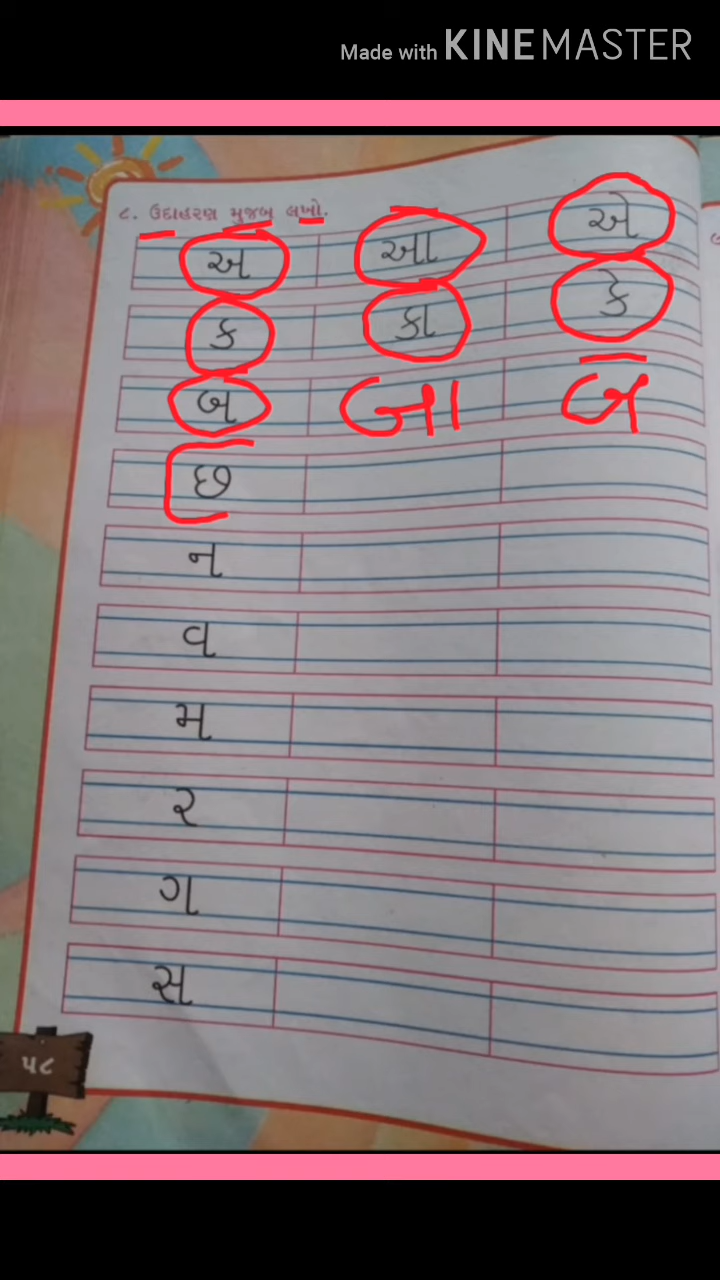 Made with KINEMASTER
૮. ઉદાહરણ મુજબ લખો.
અ આ એ
ક કા કે
બ બા બ
છ
ન
વ
મ
ર
ગ
સ
૫૮